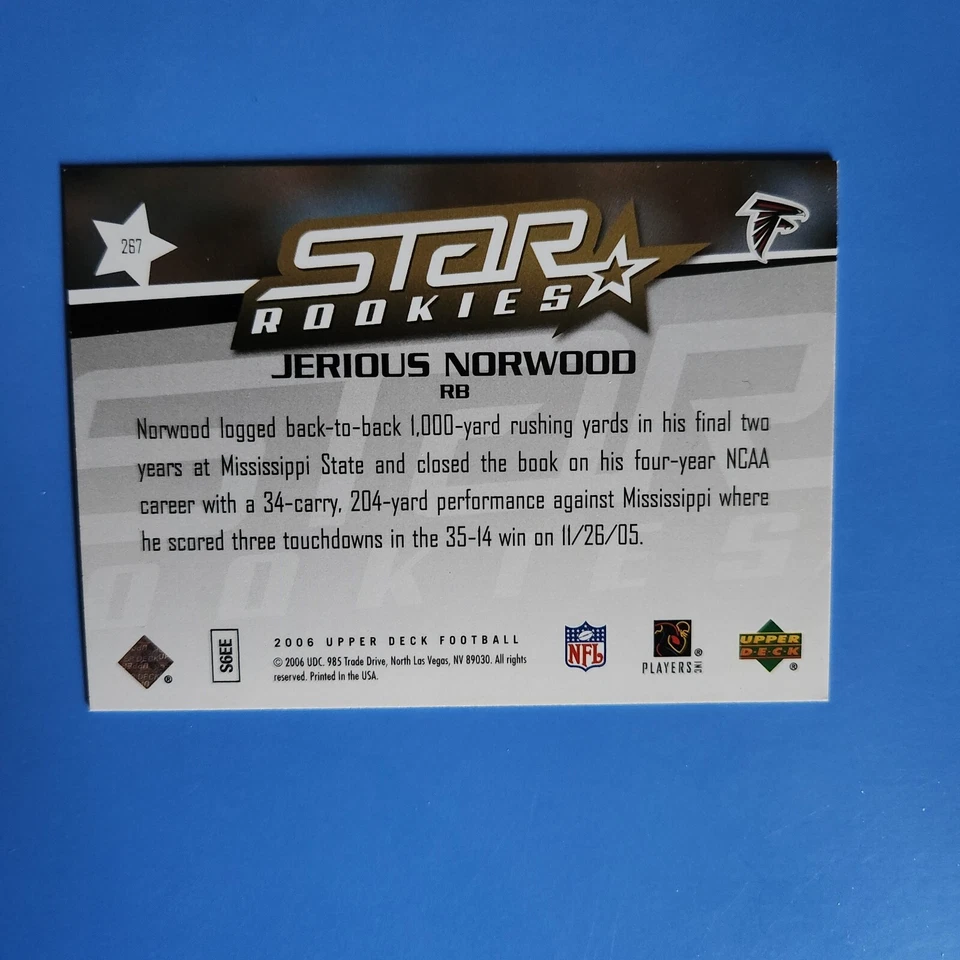 267
STAR
ROOKIES
JERIOUS NORWOOD
RB
Norwood logged back-to-back 1,000-yard rushing yards in his final two
years at Mississippi State and closed the book on his four-year NCAA
career with a 34-carry, 204-yard performance against Mississippi where
he scored three touchdowns in the 35-14 win on 11/26/05.
S6EE
2006 UPPER DECK FOOTBALL
© 2006 UDC. 985 Trade Drive, North Las Vegas, NV 89030. All rights
reserved. Printed in the USA.
®
NFL
PLAYERS INC ®
UPPER
DECK ®